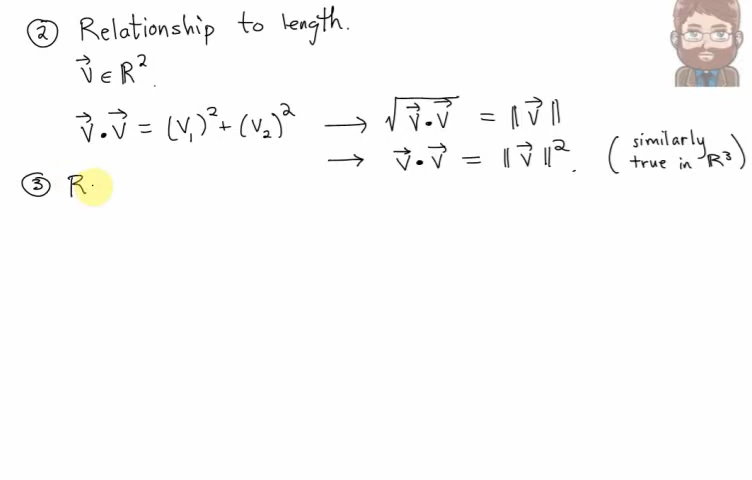 ② Relationship to length.
v⃗ ∈ ℝ².
v⃗ · v⃗ = (v₁)² + (v₂)² ⟶ √(v⃗ · v⃗) = ‖v⃗‖
⟶ v⃗ · v⃗ = ‖v⃗‖². (similarly true in ℝ³)
③ R